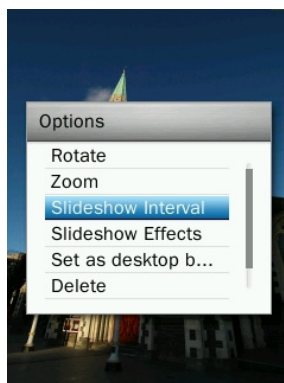 Options
Rotate
Zoom
Slideshow Interval
Slideshow Effects
Set as desktop b...
Delete